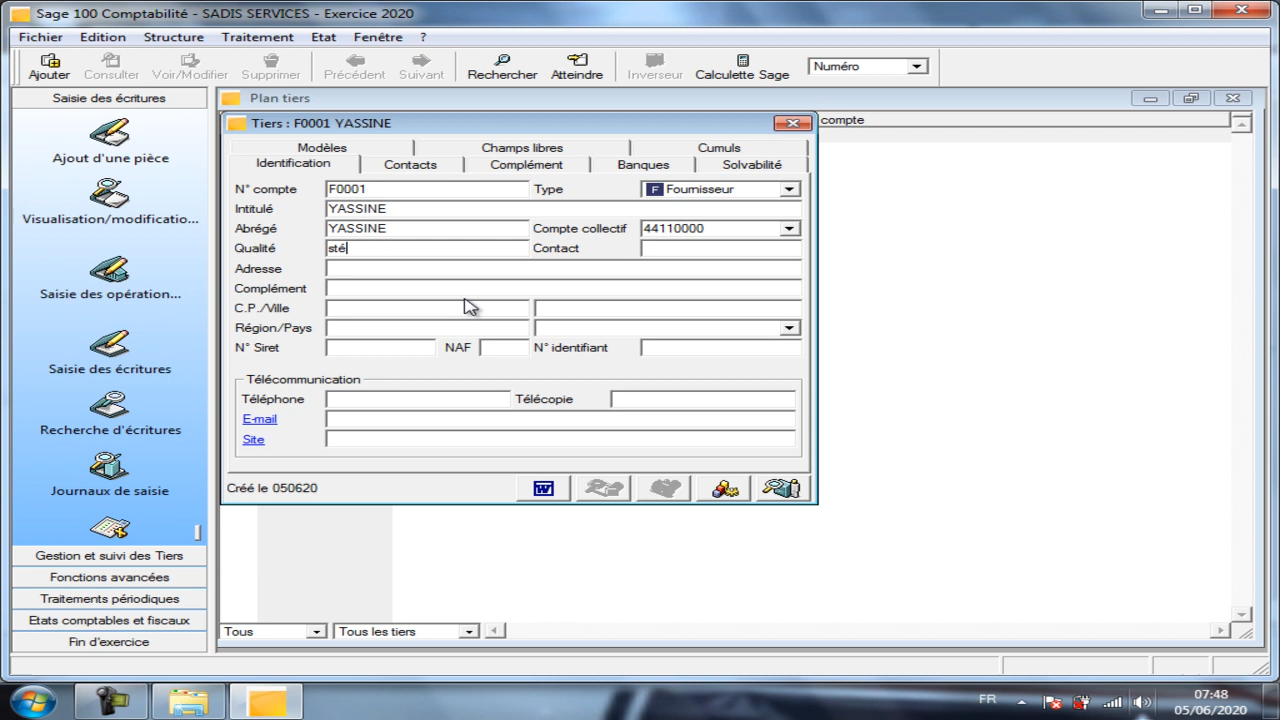 Sage 100 Comptabilité - SADIS SERVICES - Exercice 2020
Fichier Edition Structure Traitement Etat Fenêtre ?
Ajouter Consulter Voir/Modifier Supprimer Précédent Suivant Rechercher Atteindre Inverseur Calculette Sage Numéro
Saisie des écritures
Ajout d'une pièce
Visualisation/modificatio...
Saisie des opération...
Saisie des écritures
Recherche d'écritures
Journaux de saisie
Gestion et suivi des Tiers
Fonctions avancées
Traitements périodiques
Etats comptables et fiscaux
Fin d'exercice
Plan tiers
compte
Tiers : F0001 YASSINE
Modèles Champs libres Cumuls
Identification Contacts Complément Banques Solvabilité
N° compte F0001 Type F Fournisseur
Intitulé YASSINE
Abrégé YASSINE Compte collectif 44110000
Qualité sté Contact
Adresse
Complément
C.P./Ville
Région/Pays
N° Siret NAF N° identifiant
Télécommunication
Téléphone Télécopie
E-mail
Site
Créé le 050620 W
Tous Tous les tiers
FR 07:48
05/06/2020